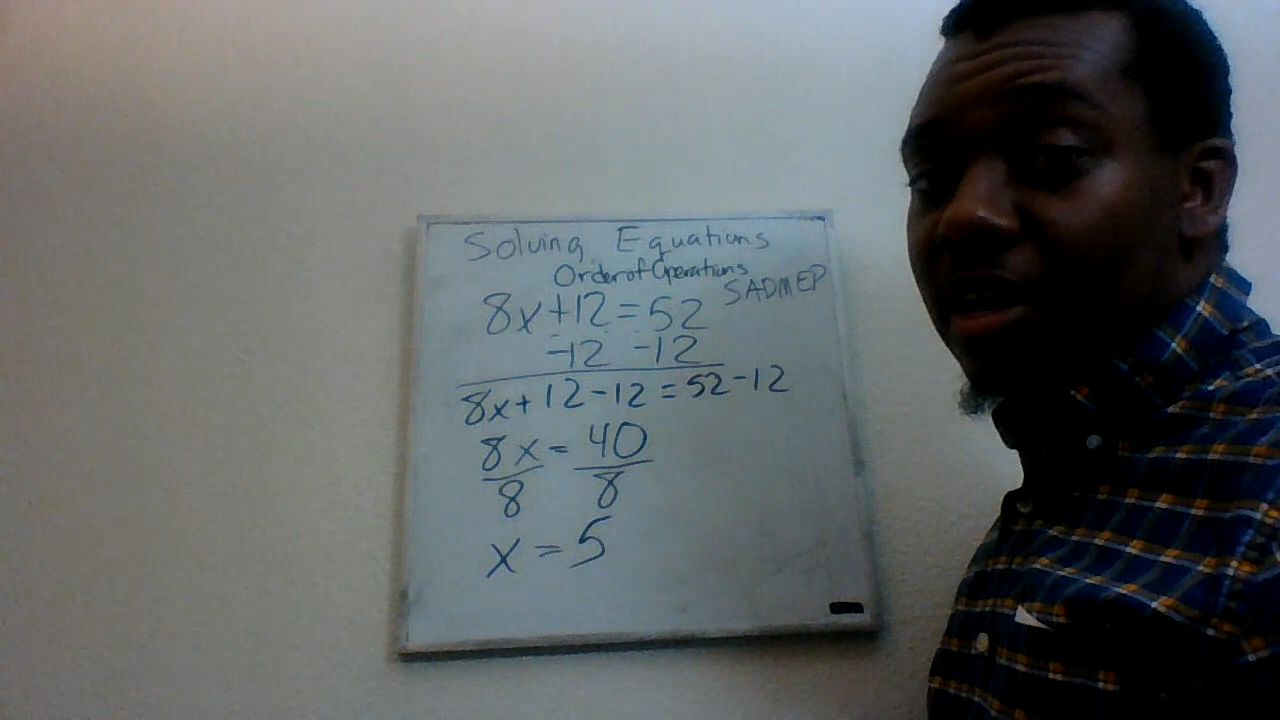 Solving Equations
Order of Operations
SADMEP
8x+12=52
-12 -12
8x+12-12=52-12
8x=40
8 8
x=5